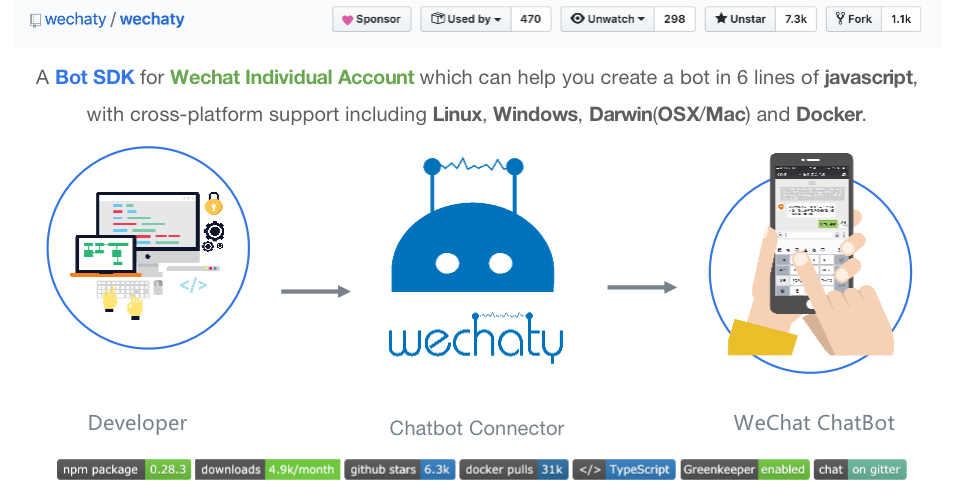 wechaty / wechaty Sponsor Used by 470 Unwatch 298 Unstar 7.3k Fork 1.1k
A Bot SDK for Wechat Individual Account which can help you create a bot in 6 lines of javascript,
with cross-platform support including Linux, Windows, Darwin(OSX/Mac) and Docker.
</>
wechaty
Developer
Chatbot Connector
WeChat ChatBot
npm package 0.28.3 downloads 4.9k/month github stars 6.3k docker pulls 31k </> TypeScript Greenkeeper enabled chat on gitter